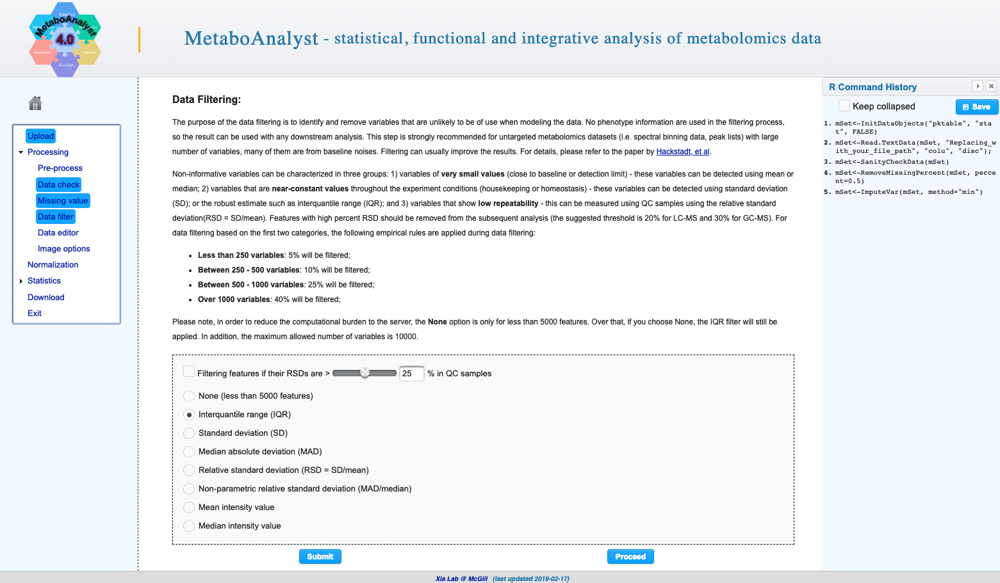 Statistics
MetaboAnalyst
4.0
Biomarker
Pathway
Function
MetaboAnalyst - statistical, functional and integrative analysis of metabolomics data
Upload
Processing
Pre-process
Data check
Missing value
Data filter
Data editor
Image options
Normalization
Statistics
Download
Exit
Data Filtering:
The purpose of the data filtering is to identify and remove variables that are unlikely to be of use when modeling the data. No phenotype information are used in the filtering process,
so the result can be used with any downstream analysis. This step is strongly recommended for untargeted metabolomics datasets (i.e. spectral binning data, peak lists) with large
number of variables, many of them are from baseline noises. Filtering can usually improve the results. For details, please refer to the paper by Hackstadt, et al.
Non-informative variables can be characterized in three groups: 1) variables of very small values (close to baseline or detection limit) - these variables can be detected using mean or
median; 2) variables that are near-constant values throughout the experiment conditions (housekeeping or homeostasis) - these variables can be detected using standard deviation
(SD); or the robust estimate such as interquantile range (IQR); and 3) variables that show low repeatability - this can be measured using QC samples using the relative standard
deviation(RSD = SD/mean). Features with high percent RSD should be removed from the subsequent analysis (the suggested threshold is 20% for LC-MS and 30% for GC-MS). For
data filtering based on the first two categories, the following empirical rules are applied during data filtering:
• Less than 250 variables: 5% will be filtered;
• Between 250 - 500 variables: 10% will be filtered;
• Between 500 - 1000 variables: 25% will be filtered;
• Over 1000 variables: 40% will be filtered;
Please note, in order to reduce the computational burden to the server, the None option is only for less than 5000 features. Over that, if you choose None, the IQR filter will still be
applied. In addition, the maximum allowed number of variables is 10000.
Filtering features if their RSDs are > 25 % in QC samples
None (less than 5000 features)
Interquantile range (IQR)
Standard deviation (SD)
Median absolute deviation (MAD)
Relative standard deviation (RSD = SD/mean)
Non-parametric relative standard deviation (MAD/median)
Mean intensity value
Median intensity value
Submit
Proceed
R Command History
Keep collapsed
Save
1. mSet<-InitDataObjects("pktable", "sta
t", FALSE)
2. mSet<-Read.TextData(mSet, "Replacing_w
ith_your_file_path", "colu", "disc");
3. mSet<-SanityCheckData(mSet)
4. mSet<-RemoveMissingPercent(mSet, perce
nt=0.5)
5. mSet<-ImputeVar(mSet, method="min")
Xia Lab @ McGill (last updated 2019-02-17)